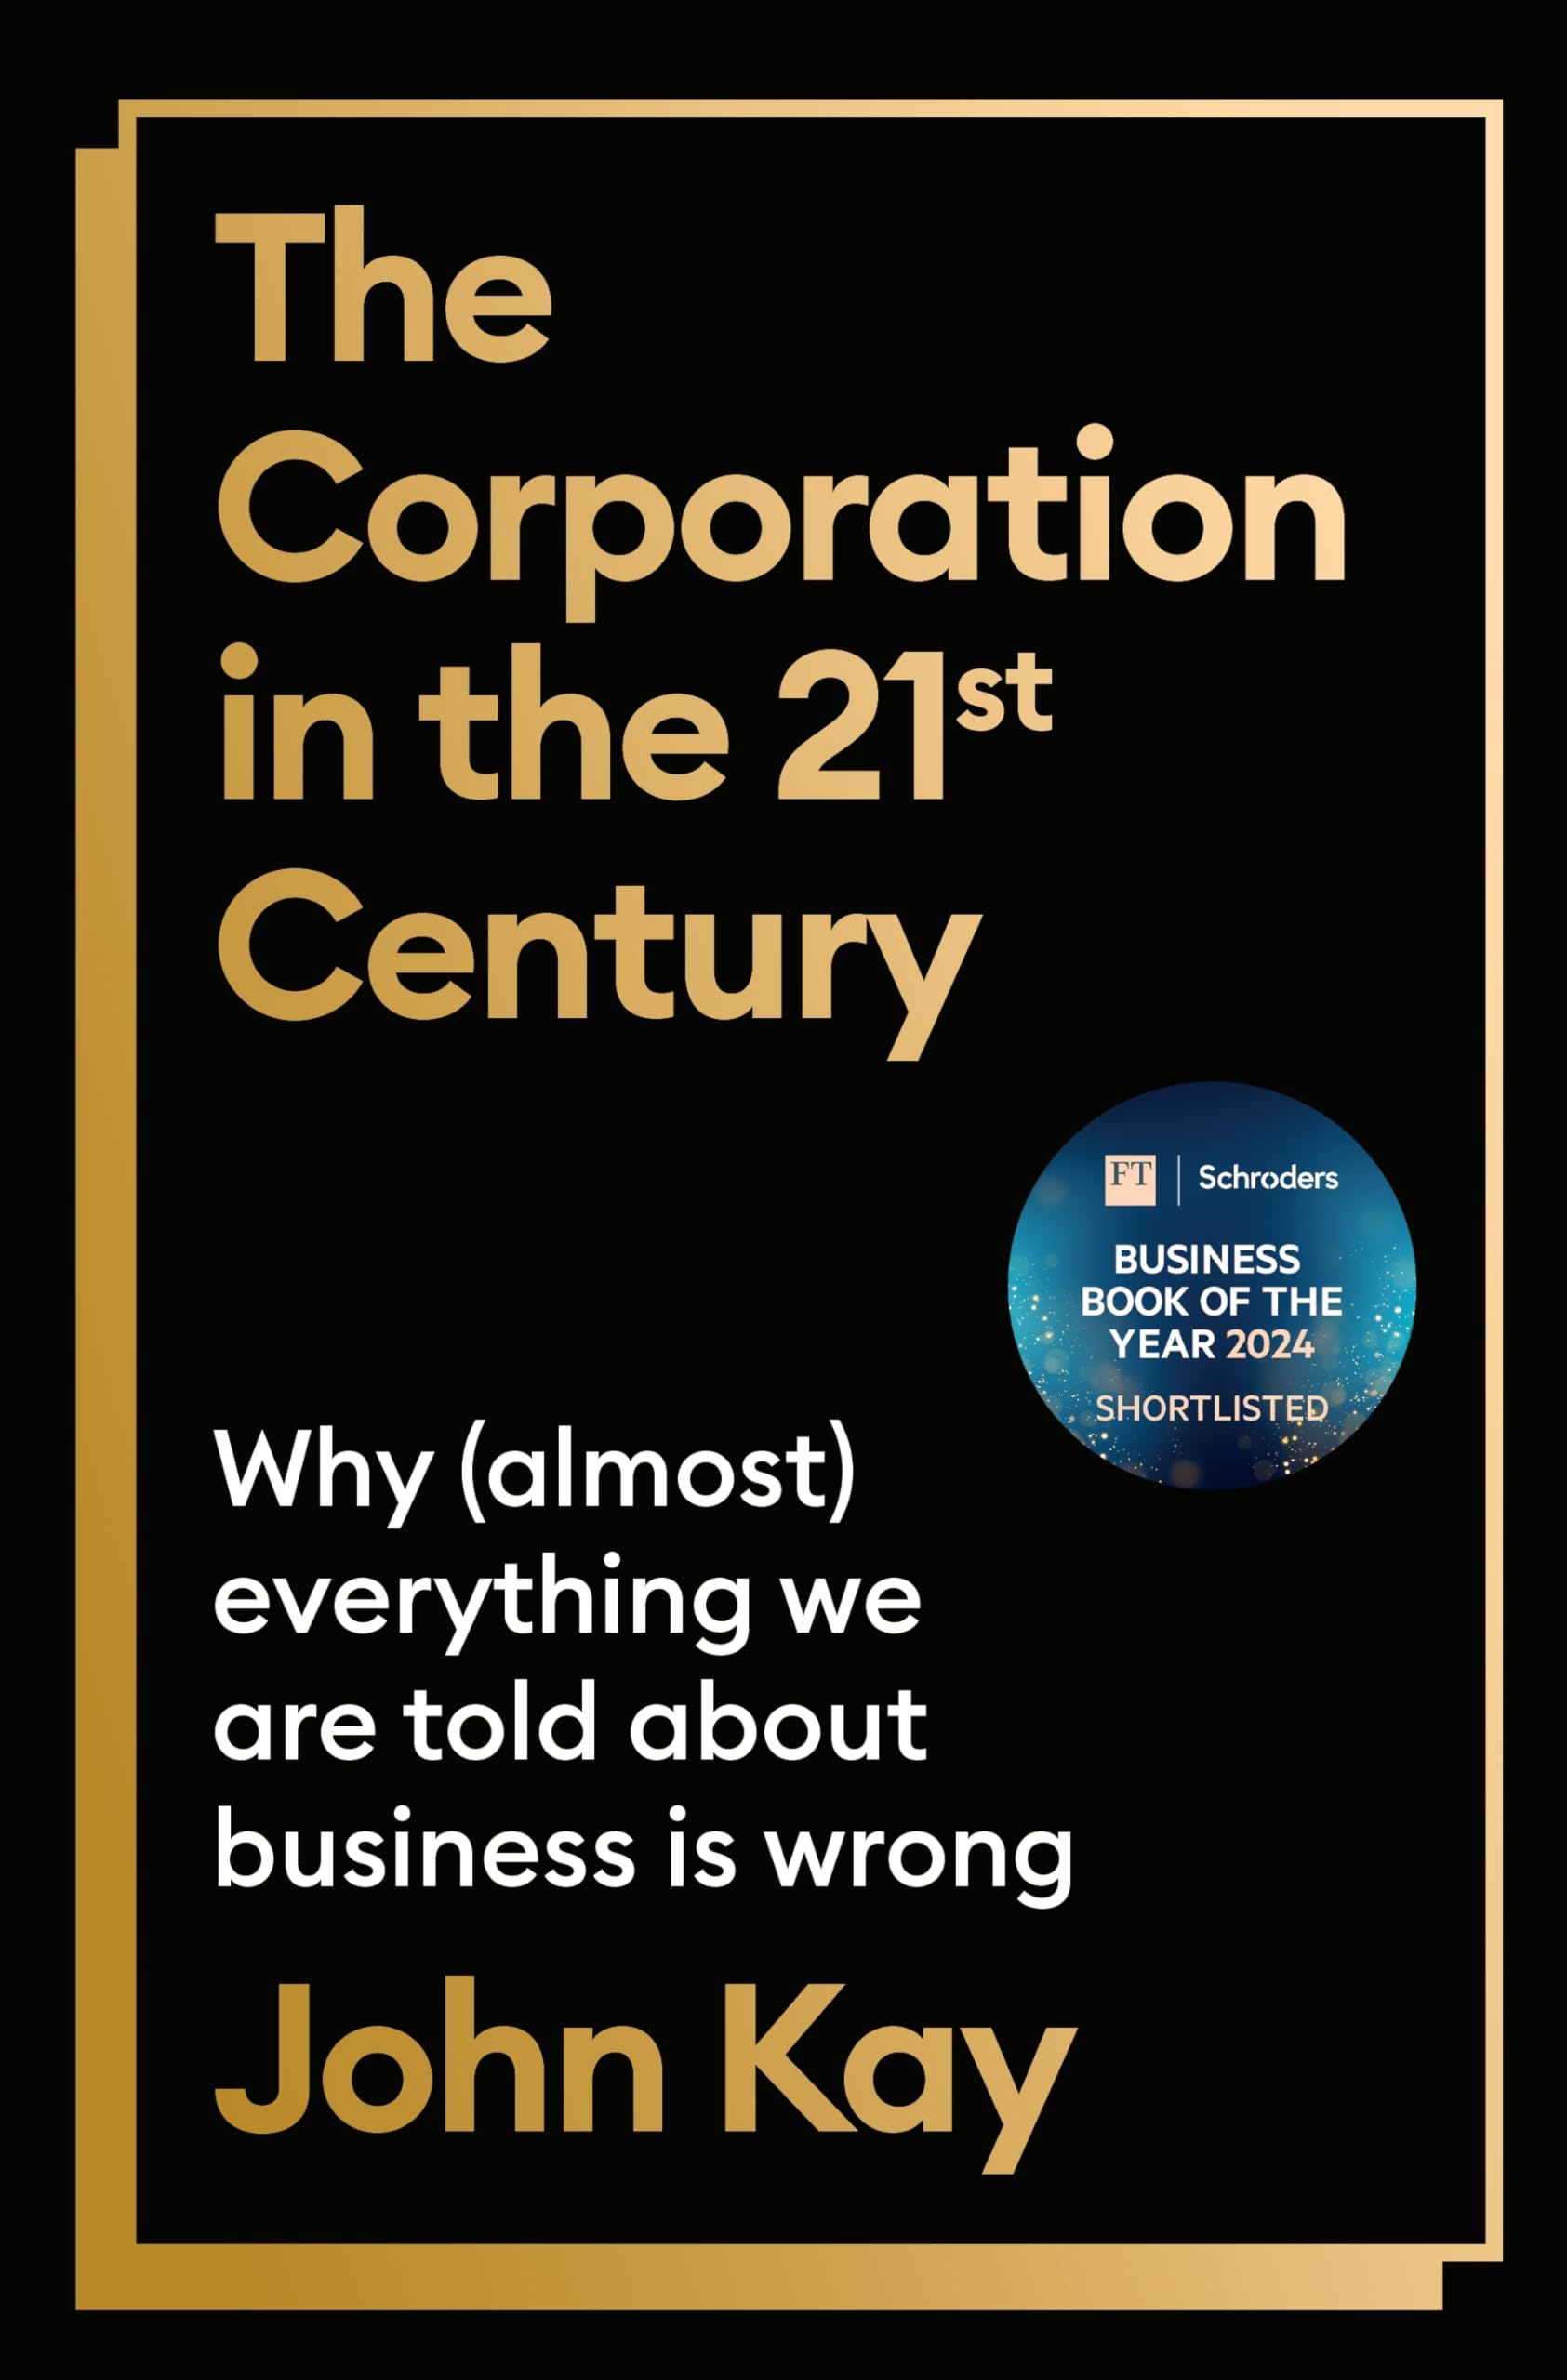 The
Corporation
in the 21st
Century
FT | Schroders
BUSINESS
BOOK OF THE
YEAR 2024
SHORTLISTED
Why (almost)
everything we
are told about
business is wrong
John Kay